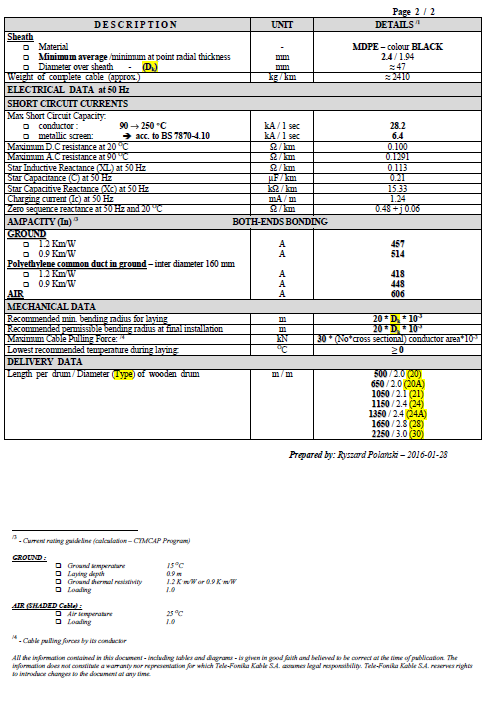 Page 2 / 2
DESCRIPTION UNIT DETAILS /1
Sheath
❑ Material - MDPE – colour BLACK
❑ Minimum average /minimum at point radial thickness mm 2.4 / 1.94
❑ Diameter over sheath - (Dk) mm ≈ 47
Weight of complete cable (approx.) kg / km ≈ 2410
ELECTRICAL DATA at 50 Hz
SHORT CIRCUIT CURRENTS
Max Short Circuit Capacity:
❑ conductor : 90 → 250 °C kA / 1 sec 28.2
❑ metallic screen: ➔ acc. to BS 7870-4.10 kA / 1 sec 6.4
Maximum D.C resistance at 20 °C Ω / km 0.100
Maximum A.C resistance at 90 °C Ω / km 0.1291
Star Inductive Reactance (XL) at 50 Hz Ω / km 0.113
Star Capacitance (C) at 50 Hz μF / km 0.21
Star Capacitive Reactance (Xc) at 50 Hz kΩ / km 15.33
Charging current (Ic) at 50 Hz mA / m 1.24
Zero sequence reactance at 50 Hz and 20 °C Ω / km 0.48 + j 0.06
AMPACITY (In) /3 BOTH-ENDS BONDING
GROUND
❑ 1.2 Km/W A 457
❑ 0.9 Km/W A 514
Polyethylene common duct in ground – inter diameter 160 mm
❑ 1.2 Km/W A 418
❑ 0.9 Km/W A 448
AIR A 606
MECHANICAL DATA
Recommended min. bending radius for laying m 20 * Dk * 10-3
Recommended permissible bending radius at final installation m 20 * Dk * 10-3
Maximum Cable Pulling Force: /4 kN 30 * (No*cross sectional) conductor area*10-3
Lowest recommended temperature during laying: °C ≥ 0
DELIVERY DATA
Length per drum / Diameter (Type) of wooden drum m / m 500 / 2.0 (20)
650 / 2.0 (20A)
1050 / 2.1 (21)
1150 / 2.4 (24)
1350 / 2.4 (24A)
1650 / 2.8 (28)
2250 / 3.0 (30)
Prepared by: Ryszard Polański – 2016-01-28
/3 - Current rating guideline (calculation – CTMCAP Program)
GROUND :
❑ Ground temperature 15 °C
❑ Laying depth 0.9 m
❑ Ground thermal resistivity 1.2 K·m/W or 0.9 K·m/W
❑ Loading 1.0
AIR (SHADED Cable) :
❑ Air temperature 25 °C
❑ Loading 1.0
/4 - Cable pulling forces by its conductor
All the information contained in this document - including tables and diagrams - is given in good faith and believed to be correct at the time of publication. The
information does not constitute a warranty nor representation for which Tele-Fonika Kable S.A. assumes legal responsibility. Tele-Fonika Kable S.A. reserves rights
to introduce changes to the document at any time.